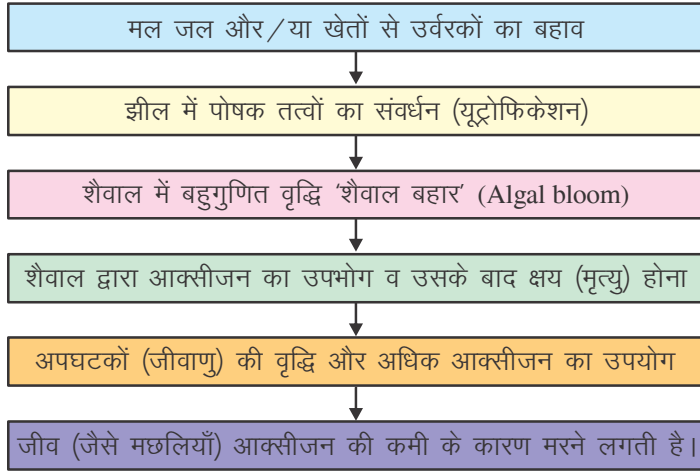 मल जल और/या खेतों से उर्वरकों का बहाव
झील में पोषक तत्वों का संवर्धन (यूट्रोफिकेशन)
शैवाल में बहुगुणित वृद्धि 'शैवाल बहार' (Algal bloom)
शैवाल द्वारा आक्सीजन का उपभोग व उसके बाद क्षय (मृत्यु) होना
अपघटकों (जीवाणु) की वृद्धि और अधिक आक्सीजन का उपयोग
जीव (जैसे मछलियाँ) आक्सीजन की कमी के कारण मरने लगती है।